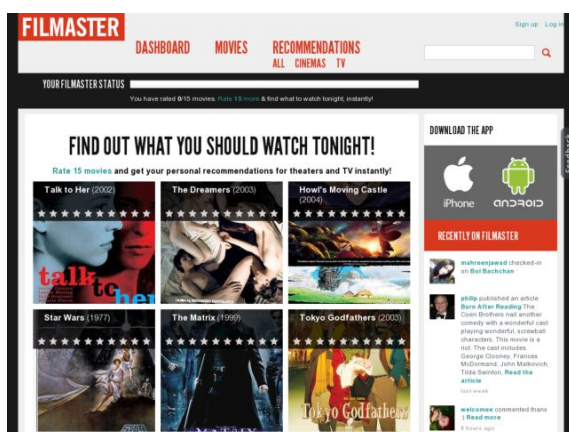 FILMASTER
Sign up Log in
DASHBOARD MOVIES RECOMMENDATIONS
ALL CINEMAS TV
YOUR FILMASTER STATUS
You have rated 0/15 movies. Rate 15 more & find what to watch tonight, instantly!
FIND OUT WHAT YOU SHOULD WATCH TONIGHT!
Rate 15 movies and get your personal recommendations for theaters and TV instantly!
Talk to Her (2002)
talk to her
The Dreamers (2003)
Howl's Moving Castle
(2004)
Star Wars (1977)
The Matrix (1999)
MATRIX
Tokyo Godfathers (2003)
Tokyo Godfathers
DOWNLOAD THE APP
iPhone
ANDROID
Feedback
RECENTLY ON FILMASTER
mahreenjawad checked-in
on Bol Bachchan
philip published an article
Burn After Reading The
Coen Brothers nail another
comedy with a wonderful cast
playing wonderful, screwball
characters. This movie is a
riot. The cast includes
George Clooney, Frances
McDormand, John Malkovich,
Tilda Swinton, Read the
article
last week
welcomee commented thans
| Read more